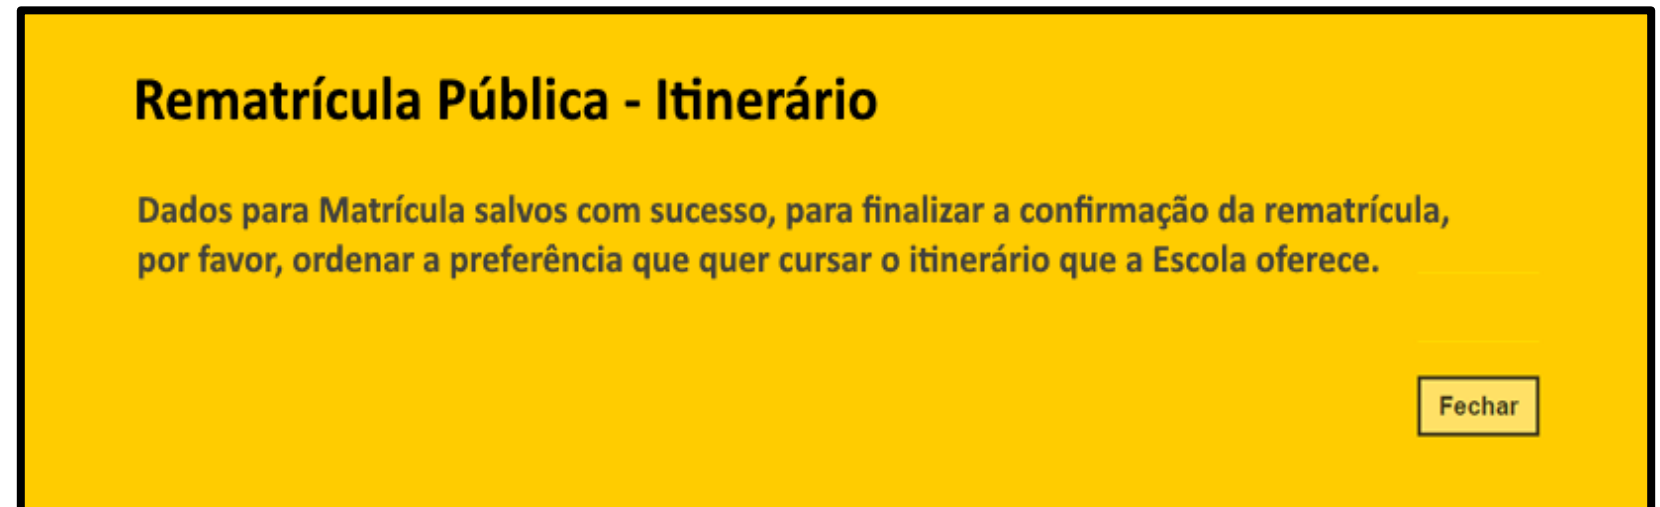 Rematrícula Pública - Itinerário
Dados para Matrícula salvos com sucesso, para finalizar a confirmação da rematrícula,
por favor, ordenar a preferência que quer cursar o itinerário que a Escola oferece.
Fechar